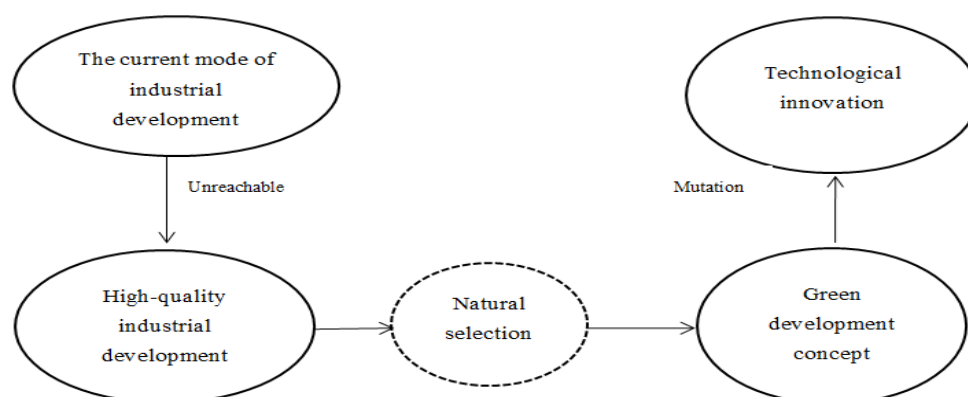 The current mode of
industrial
development
Technological
innovation
Unreachable
Mutation
High-quality
industrial
development
Natural
selection
Green
development
concept